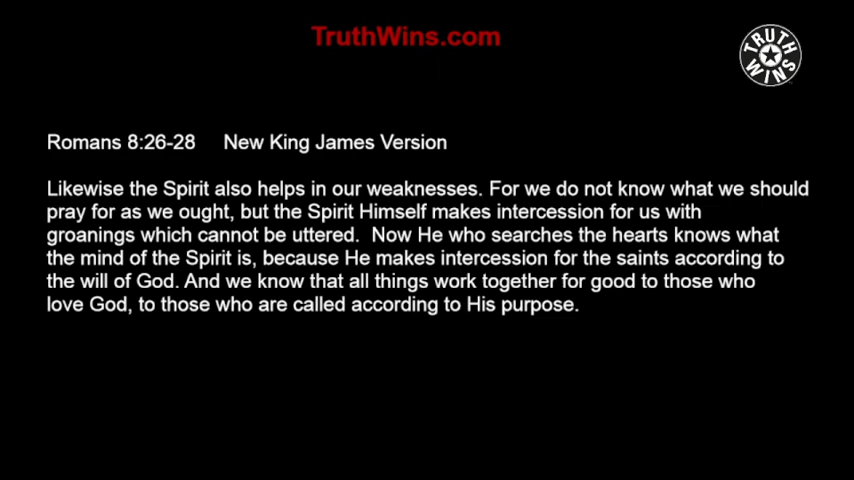 TruthWins.com
TRUTH
WINS
Romans 8:26-28 New King James Version
Likewise the Spirit also helps in our weaknesses. For we do not know what we should
pray for as we ought, but the Spirit Himself makes intercession for us with
groanings which cannot be uttered. Now He who searches the hearts knows what
the mind of the Spirit is, because He makes intercession for the saints according to
the will of God. And we know that all things work together for good to those who
love God, to those who are called according to His purpose.